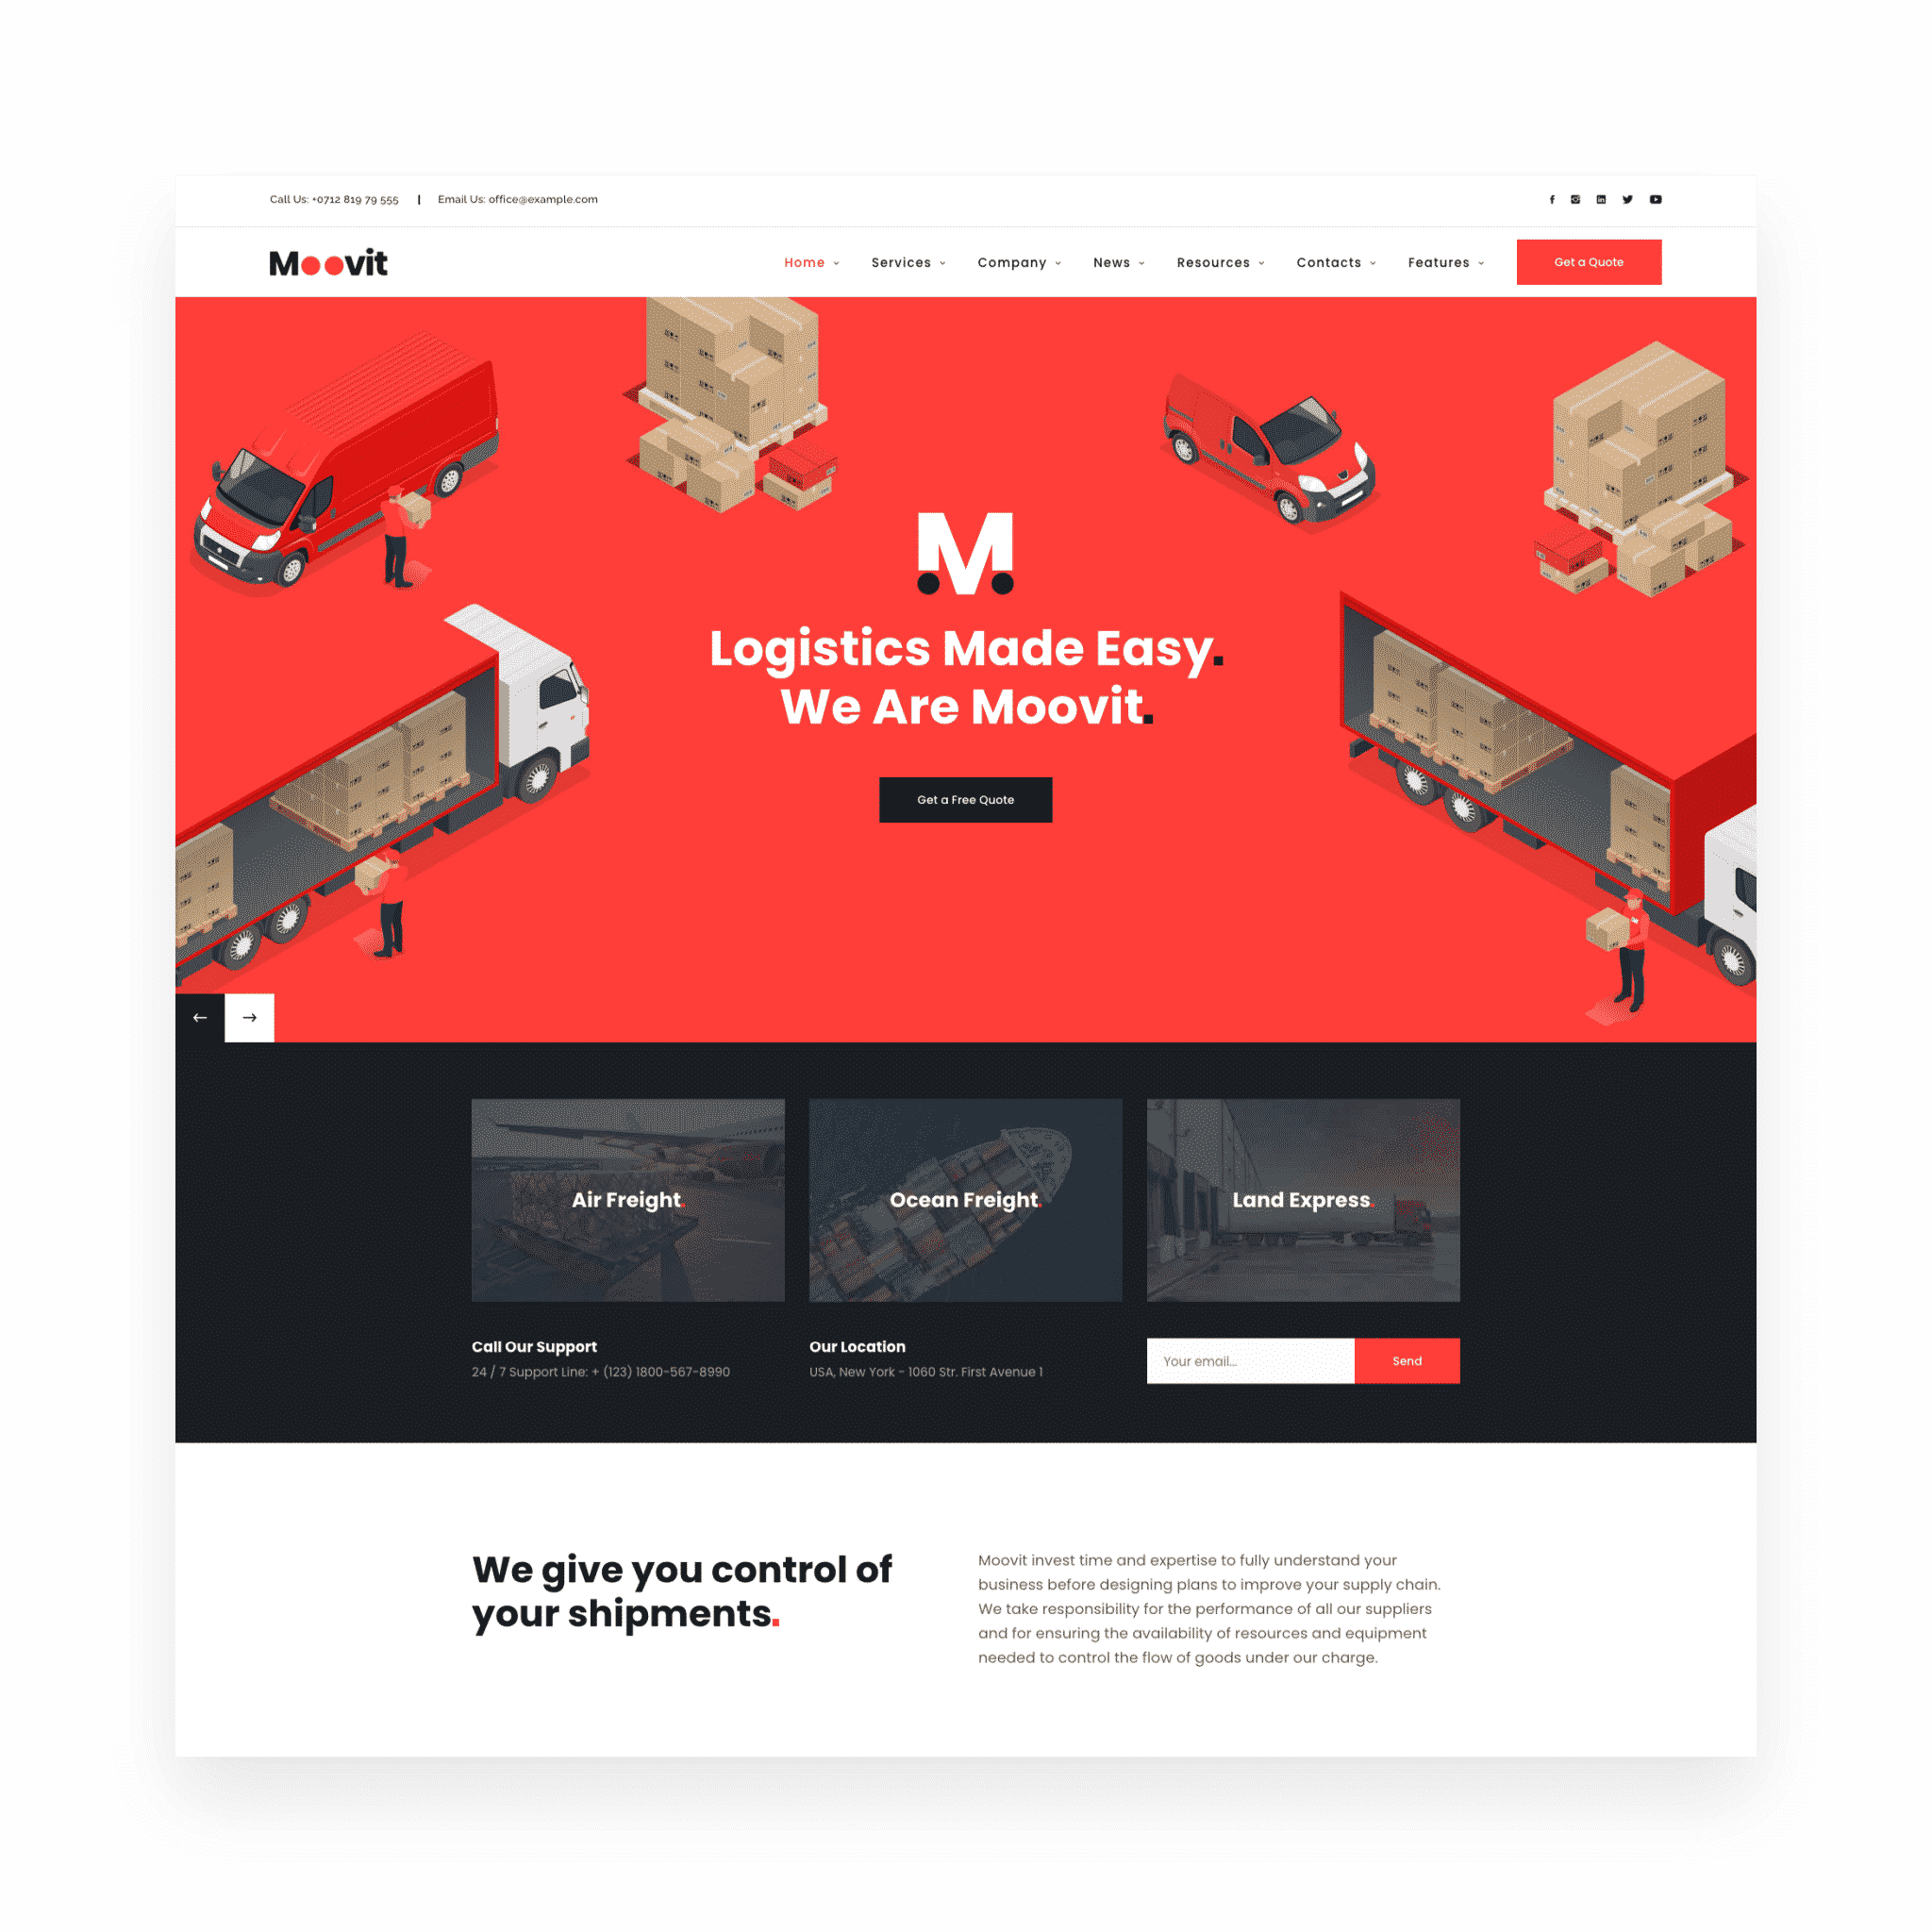 Call Us: +0712 819 79 555 | Email Us: office@example.com
Moovit
Home Services Company News Resources Contacts Features Get a Quote
M
Logistics Made Easy.
We Are Moovit.
Get a Free Quote
Air Freight. Ocean Freight. Land Express.
Call Our Support
24 / 7 Support Line: + (123) 1800-567-8990
Our Location
USA, New York - 1060 Str. First Avenue 1
Your email... Send
We give you control of
your shipments.
Moovit invest time and expertise to fully understand your
business before designing plans to improve your supply chain.
We take responsibility for the performance of all our suppliers
and for ensuring the availability of resources and equipment
needed to control the flow of goods under our charge.